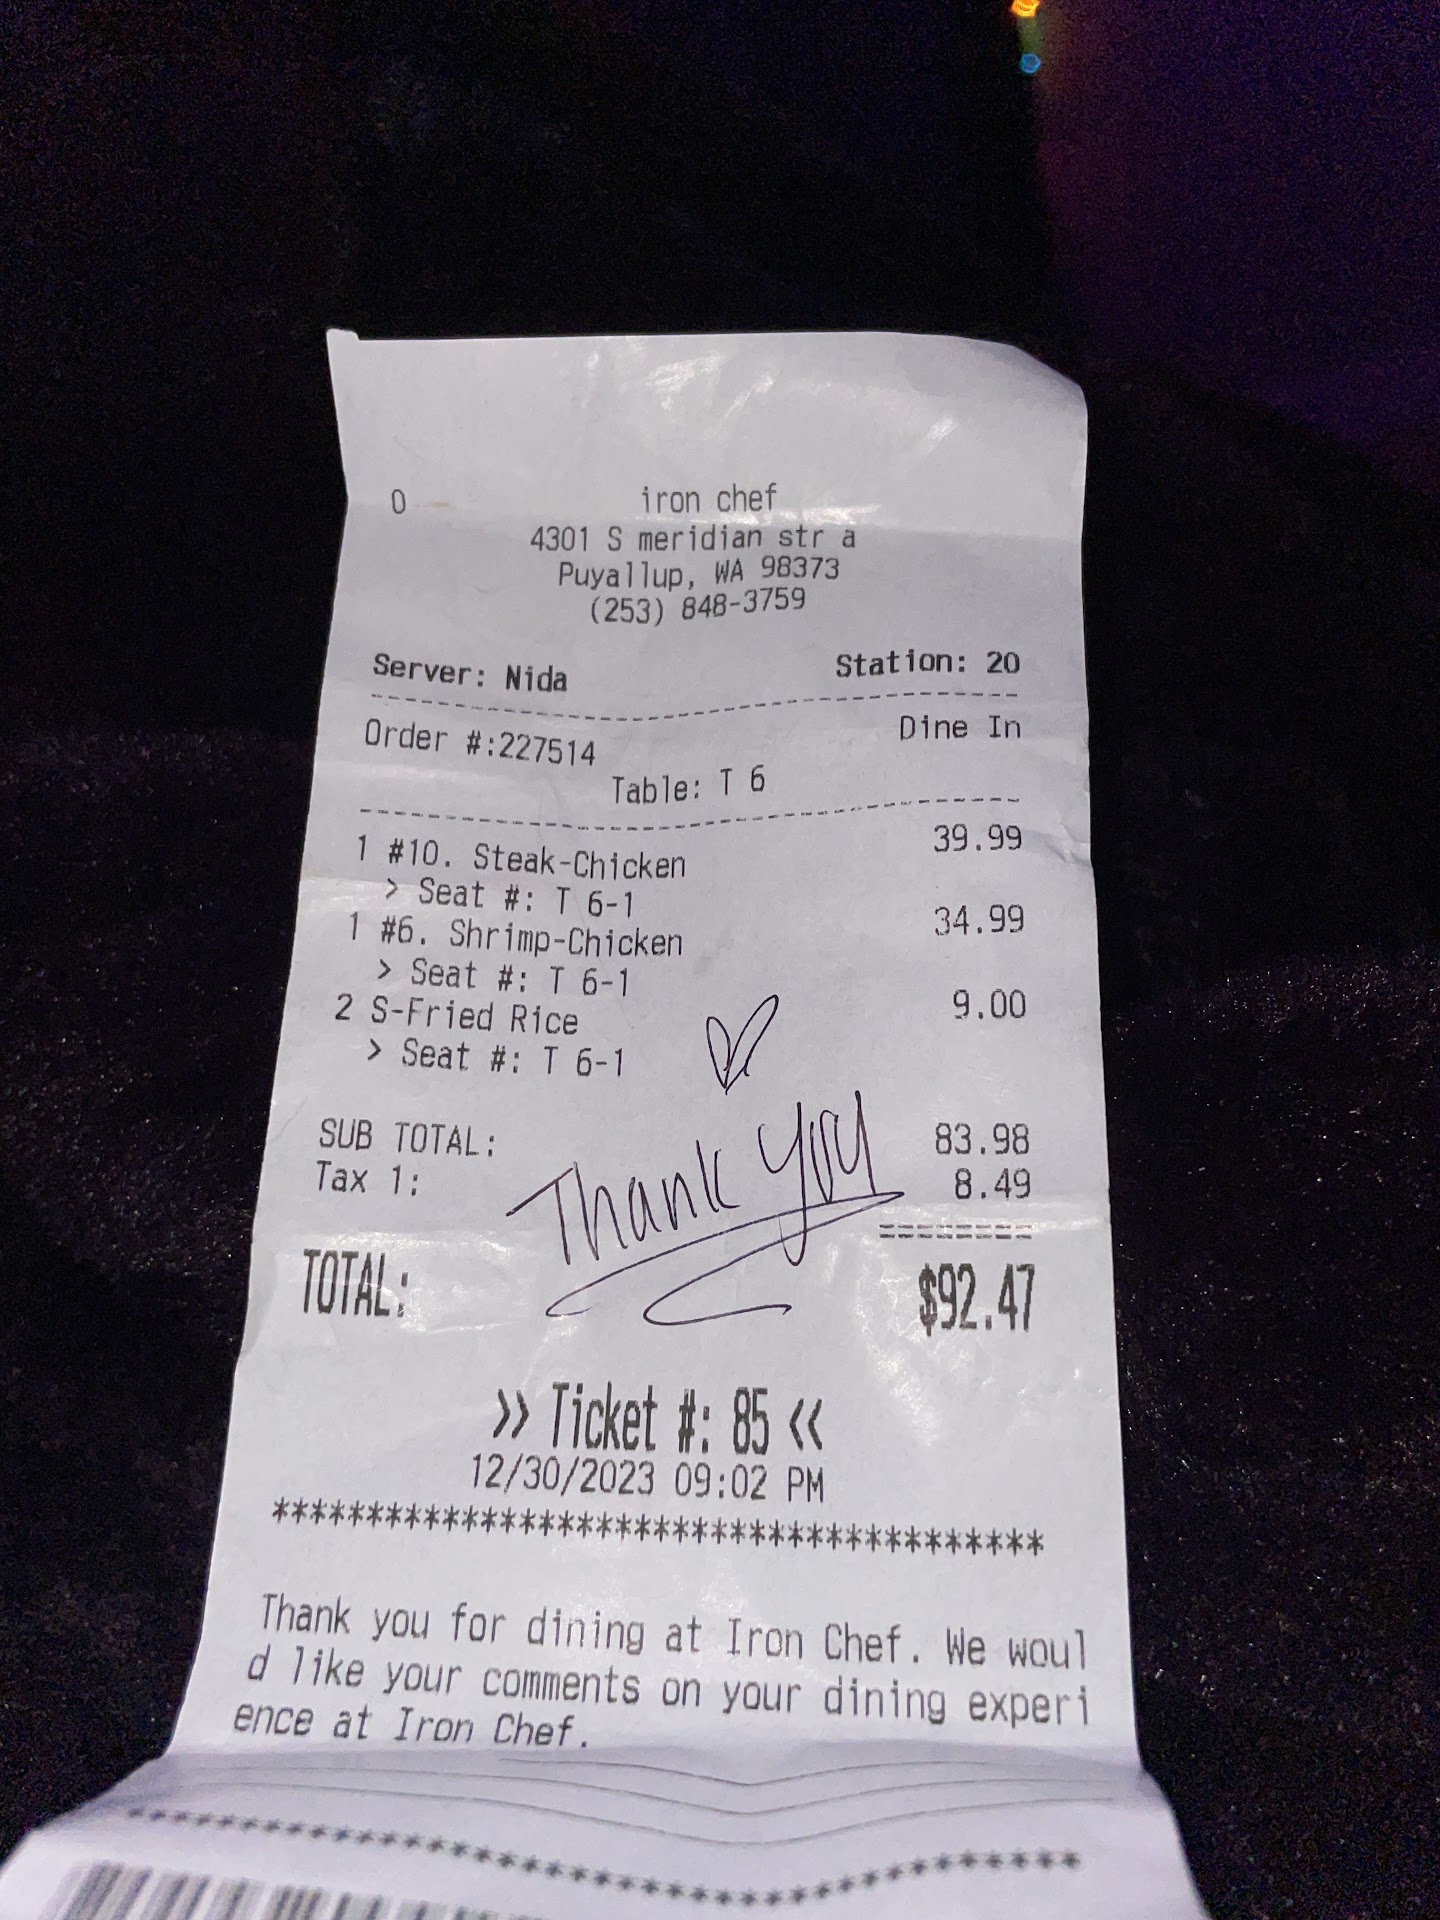 0 iron chef
4301 S meridian str a
Puyallup, WA 98373
(253) 848-3759
Server: Nida Station: 20
Order #:227514 Dine In
Table: T 6
1 #10. Steak-Chicken 39.99
> Seat #: T 6-1
1 #6. Shrimp-Chicken 34.99
> Seat #: T 6-1
2 S-Fried Rice 9.00
> Seat #: T 6-1
SUB TOTAL: 83.98
Tax 1: 8.49
Thank you
========
TOTAL: $92.47
>> Ticket #: 85 <<
12/30/2023 09:02 PM
****************************************
Thank you for dining at Iron Chef. We woul
d like your comments on your dining experi
ence at Iron Chef.